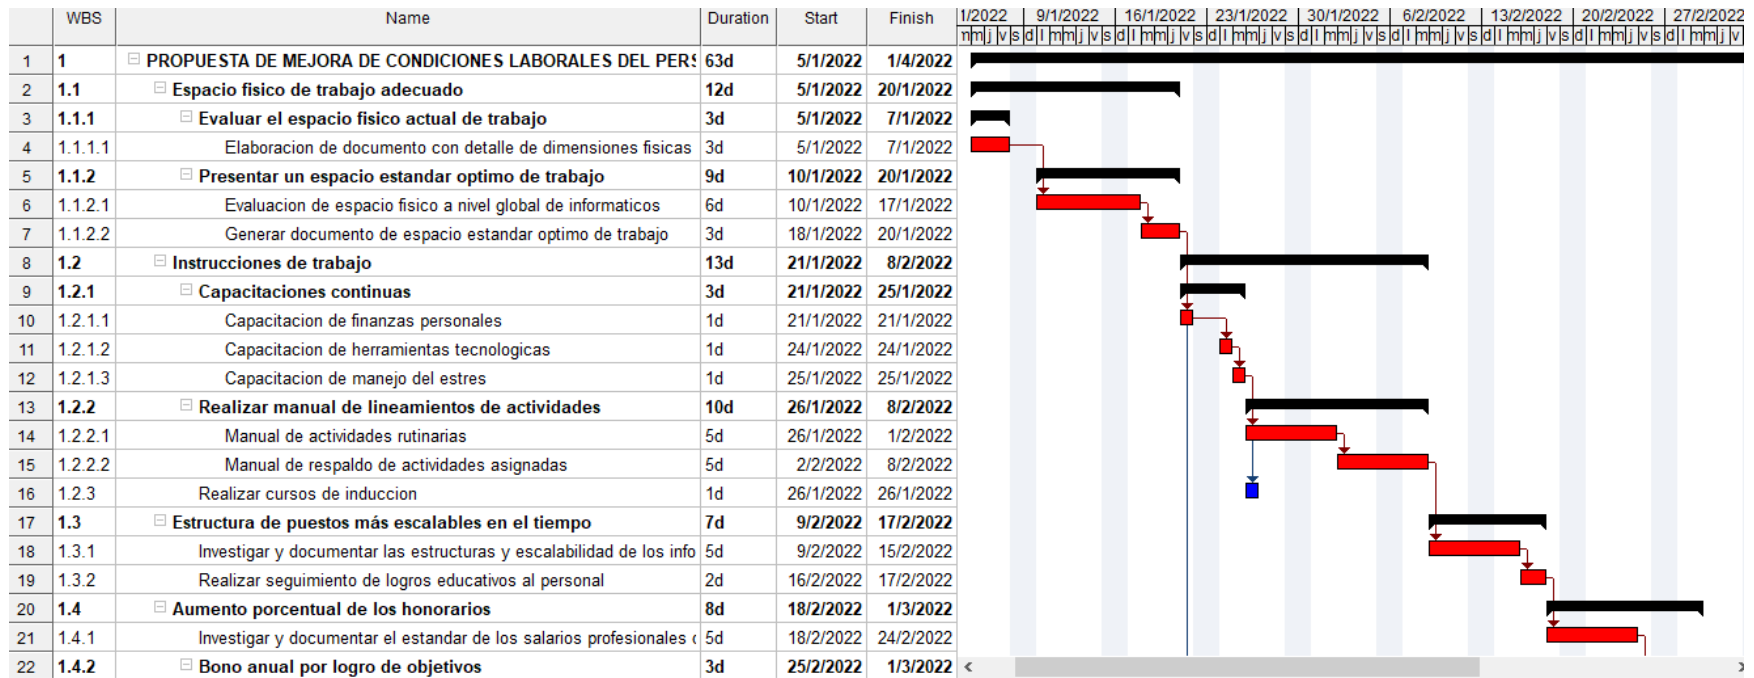 WBS Name Duration Start Finish 1/2022 9/1/2022 16/1/2022 23/1/2022 30/1/2022 6/2/2022 13/2/2022 20/2/2022 27/2/2022
m m j v s d l m m j v s d l m m j v s d l m m j v s d l m m j v s d l m m j v s d l m m j v s d l m m j v s d l m m j v s d l m m j v
1 1 PROPUESTA DE MEJORA DE CONDICIONES LABORALES DEL PERS 63d 5/1/2022 1/4/2022
2 1.1 Espacio fisico de trabajo adecuado 12d 5/1/2022 20/1/2022
3 1.1.1 Evaluar el espacio fisico actual de trabajo 3d 5/1/2022 7/1/2022
4 1.1.1.1 Elaboracion de documento con detalle de dimensiones fisicas 3d 5/1/2022 7/1/2022
5 1.1.2 Presentar un espacio estandar optimo de trabajo 9d 10/1/2022 20/1/2022
6 1.1.2.1 Evaluacion de espacio fisico a nivel global de informaticos 6d 10/1/2022 17/1/2022
7 1.1.2.2 Generar documento de espacio estandar optimo de trabajo 3d 18/1/2022 20/1/2022
8 1.2 Instrucciones de trabajo 13d 21/1/2022 8/2/2022
9 1.2.1 Capacitaciones continuas 3d 21/1/2022 25/1/2022
10 1.2.1.1 Capacitacion de finanzas personales 1d 21/1/2022 21/1/2022
11 1.2.1.2 Capacitacion de herramientas tecnologicas 1d 24/1/2022 24/1/2022
12 1.2.1.3 Capacitacion de manejo del estres 1d 25/1/2022 25/1/2022
13 1.2.2 Realizar manual de lineamientos de actividades 10d 26/1/2022 8/2/2022
14 1.2.2.1 Manual de actividades rutinarias 5d 26/1/2022 1/2/2022
15 1.2.2.2 Manual de respaldo de actividades asignadas 5d 2/2/2022 8/2/2022
16 1.2.3 Realizar cursos de induccion 1d 26/1/2022 26/1/2022
17 1.3 Estructura de puestos más escalables en el tiempo 7d 9/2/2022 17/2/2022
18 1.3.1 Investigar y documentar las estructuras y escalabilidad de los info 5d 9/2/2022 15/2/2022
19 1.3.2 Realizar seguimiento de logros educativos al personal 2d 16/2/2022 17/2/2022
20 1.4 Aumento porcentual de los honorarios 8d 18/2/2022 1/3/2022
21 1.4.1 Investigar y documentar el estandar de los salarios profesionales 5d 18/2/2022 24/2/2022
22 1.4.2 Bono anual por logro de objetivos 3d 25/2/2022 1/3/2022